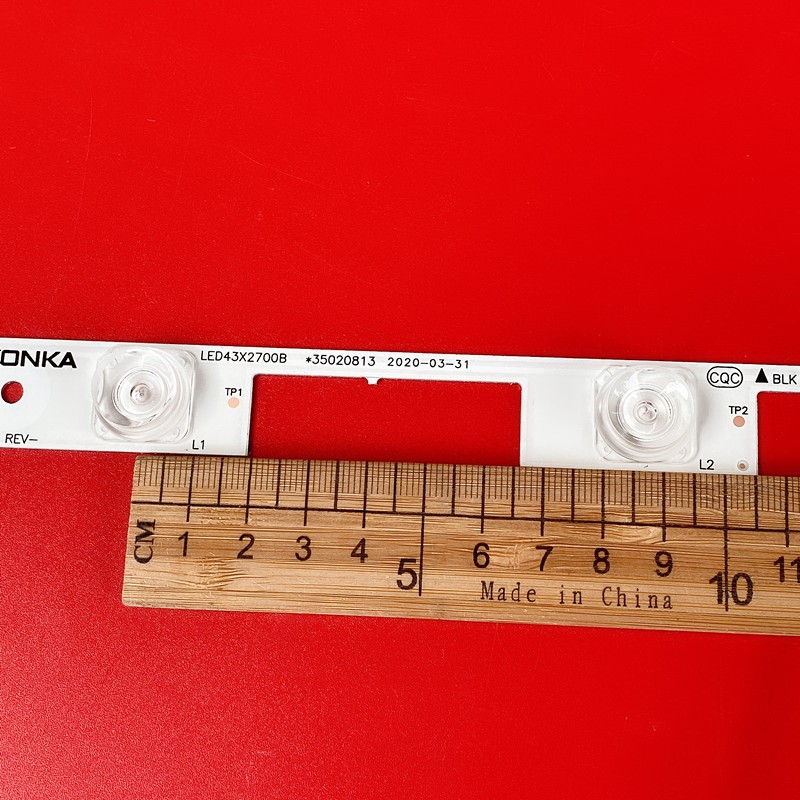 ONKA LED43X2700B *35020813 2020-03-31 CQC ▲ BLK
TP1 TP2
REV- L1 L2
CM 1 2 3 4 5 6 7 8 9 10 11
Made in China